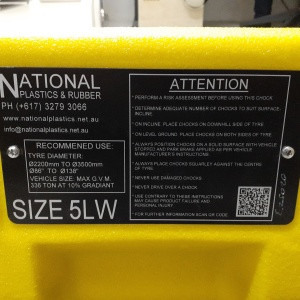 NATIONAL
PLASTICS & RUBBER
PH (+617) 3279 3066
www.nationalplastics.net.au
info@nationalplastics.net.au
RECOMMENED USE:
TYRE DIAMETER:
Ø2200mm TO Ø3500mm
Ø86" TO Ø138"
VEHICLE SIZE: MAX G.V.M.
336 TON AT 10% GRADIANT
SIZE 5LW
ATTENTION
* PERFORM A RISK ASSESSMENT BEFORE USING THIS CHOCK
* DETERMINE ADEQUATE NUMBER OF CHOCKS TO SUIT SURFACE, INCLINE
* ON INCLINE PLACE CHOCKS ON DOWNHILL SIDE OF TYRE
* ON LEVEL GROUND PLACE CHOCKS ON BOTH SIDES OF TYRE
* ALWAYS POSITION CHOCKS ON A SOLID SURFACE WITH VEHICLE
STOPPED AND PARK BRAKE APPLIED AS PER VEHICLE
MANUFACTURER'S INSTRUCTIONS
* ALWAYS PLACE CHOCKS SQUARELY AGAINST THE CENTRE
OF TYRE
* NEVER USE DAMAGED CHOCKS
* NEVER DRIVE OVER A CHOCK
* USE CONTRARY TO THESE INSTRUCTIONS
MAY CAUSE PRODUCT FAILURE AND
PERSONAL INJURY
* FOR FURTHER INFORMATION SCAN QR CODE